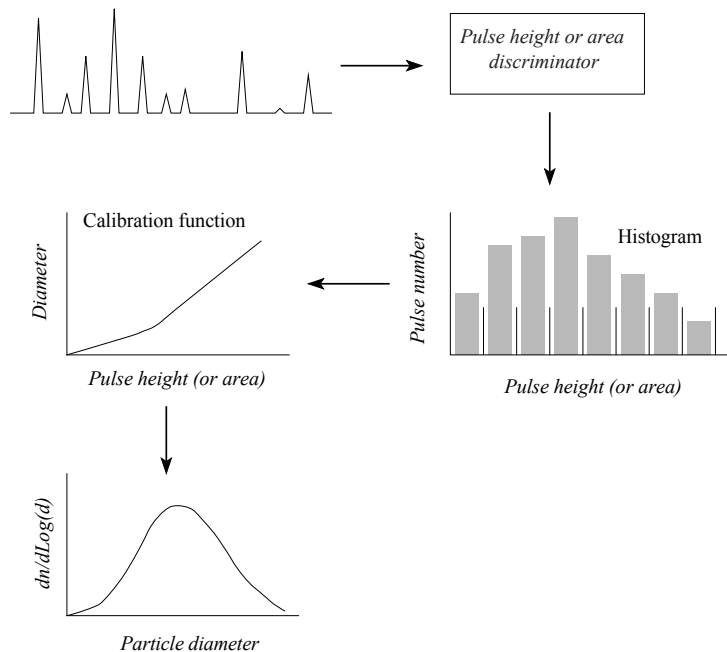 Pulse height or area
discriminator
Calibration function
Diameter
Pulse height (or area)
Histogram
Pulse number
Pulse height (or area)
dn/dLog(d)
Particle diameter